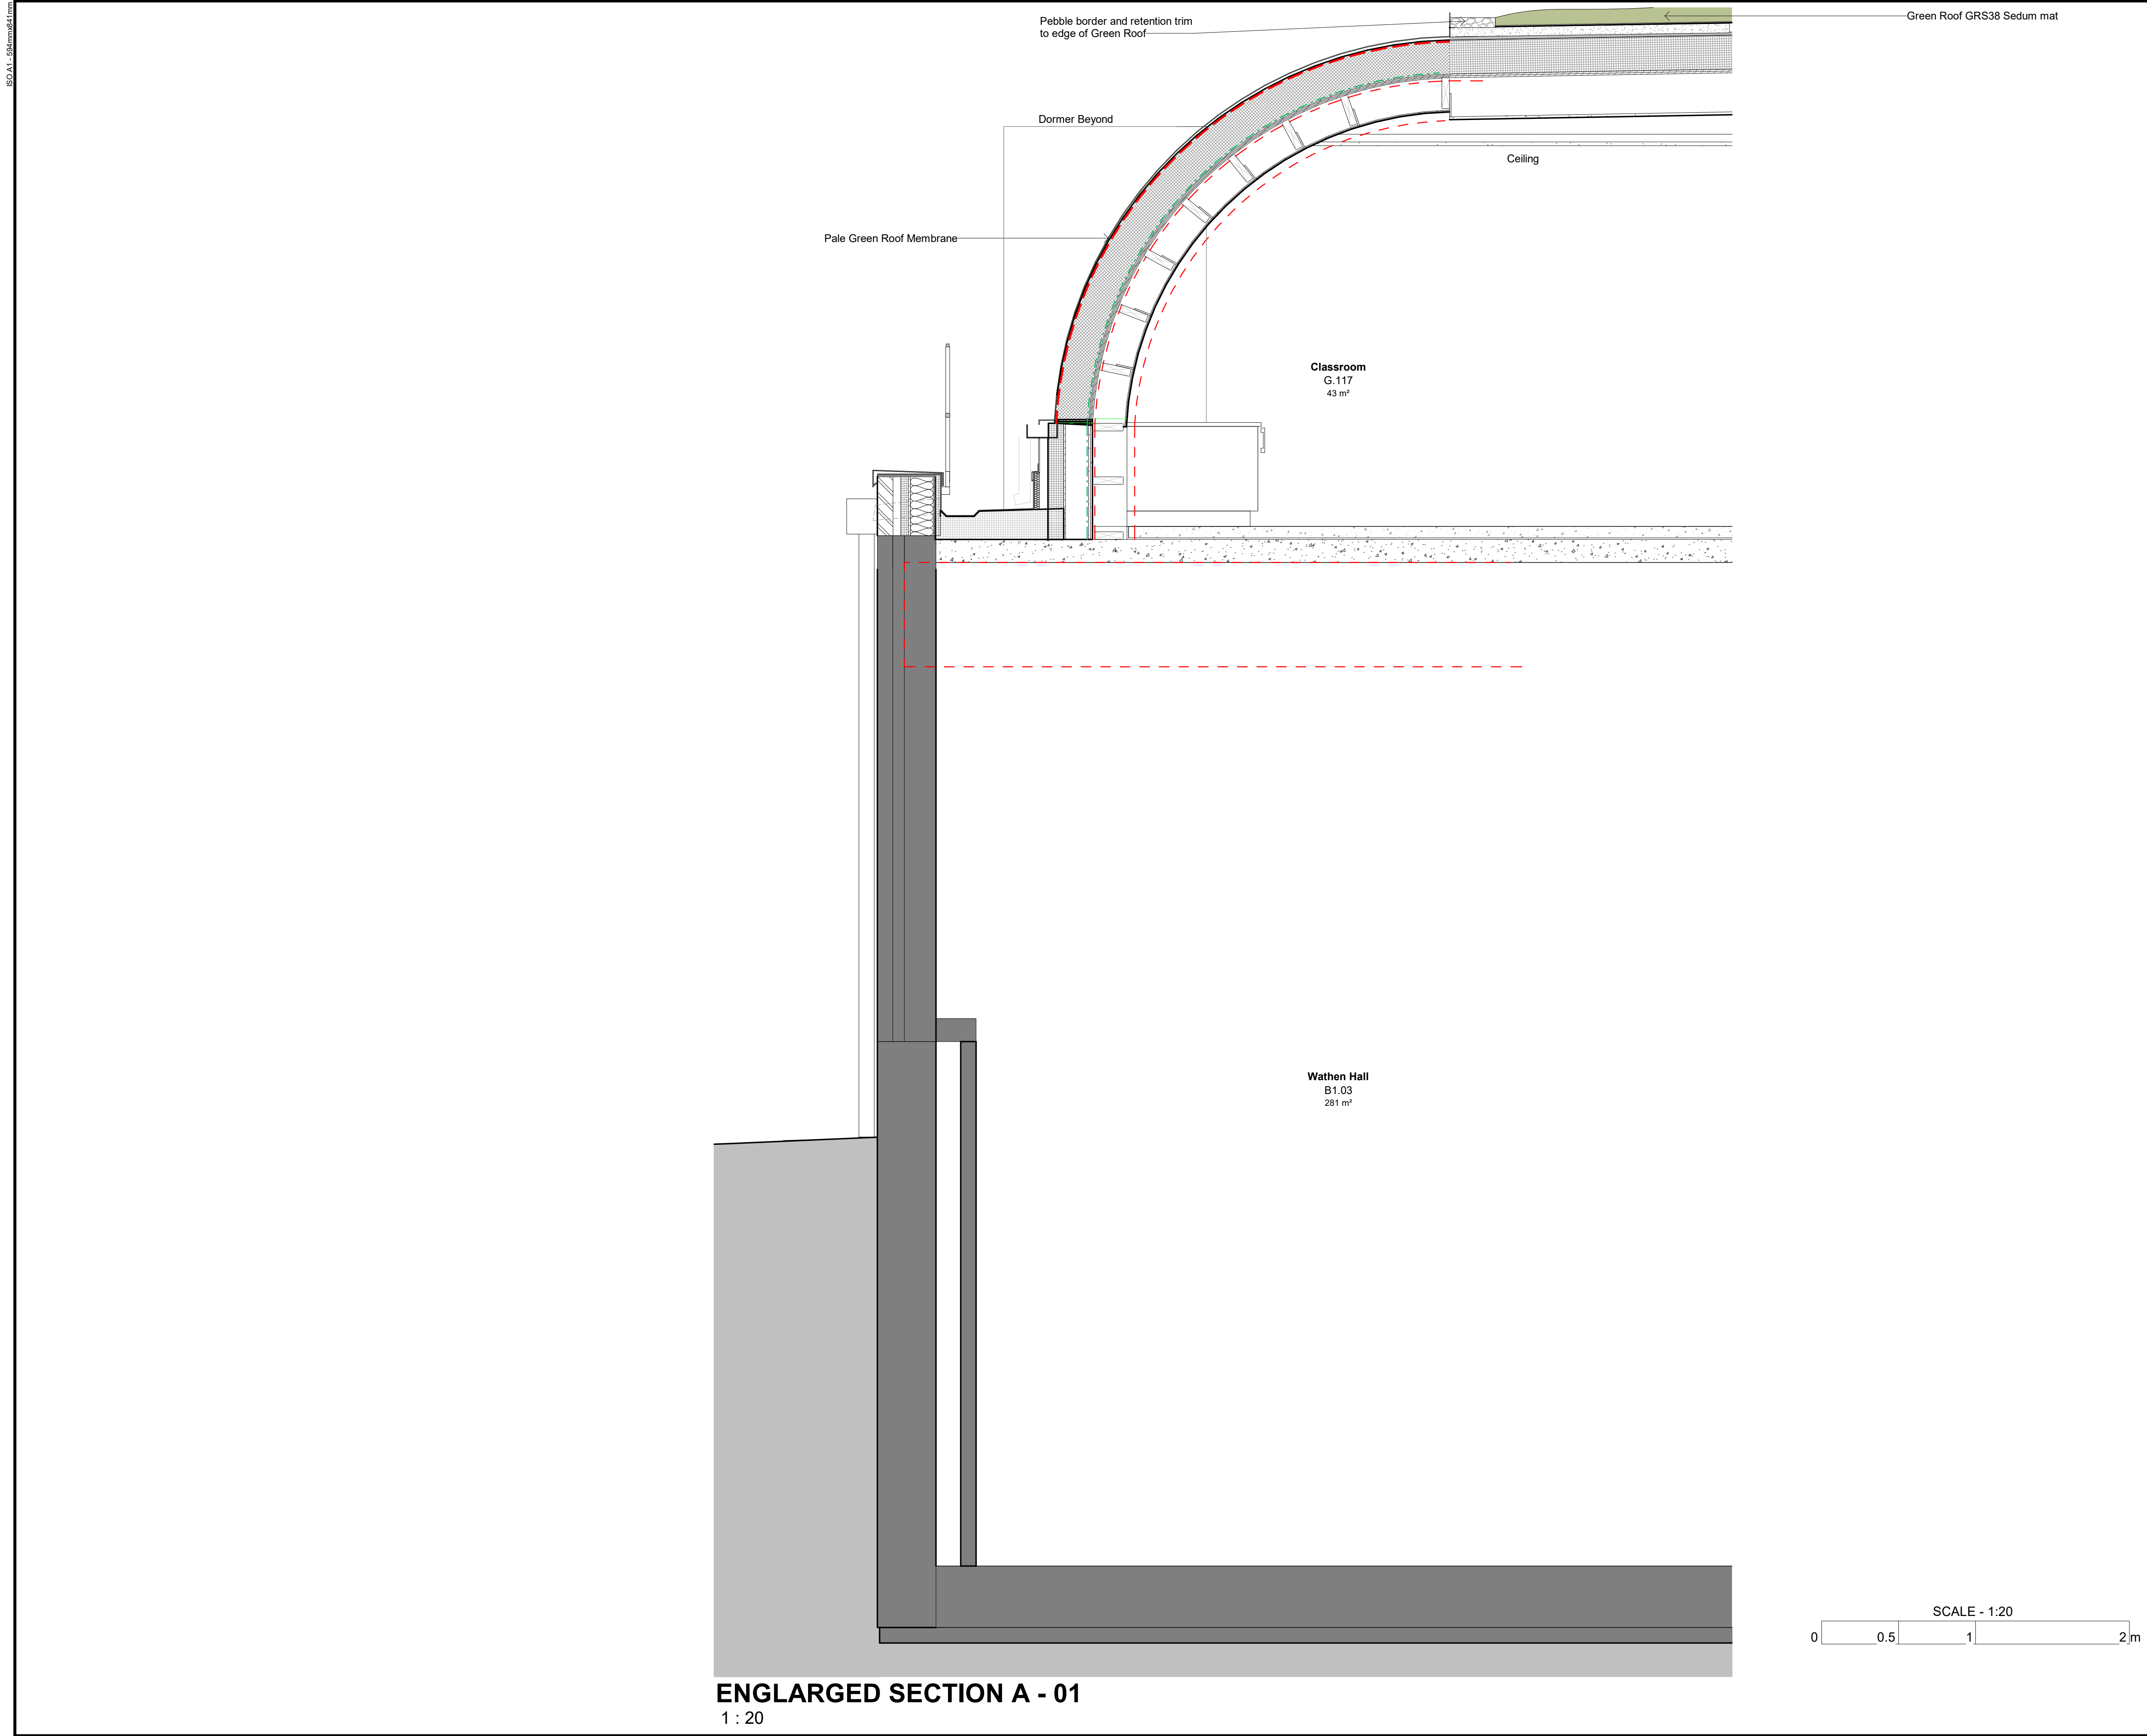 ISO A1 - 594mmx841mm
Pebble border and retention trim
to edge of Green Roof
Green Roof GRS38 Sedum mat
Dormer Beyond
Ceiling
Pale Green Roof Membrane
Classroom
G.117
43 m²
Wathen Hall
B1.03
281 m²
SCALE - 1:20
0 0.5 1 2 m
ENGLARGED SECTION A - 01
1 : 20